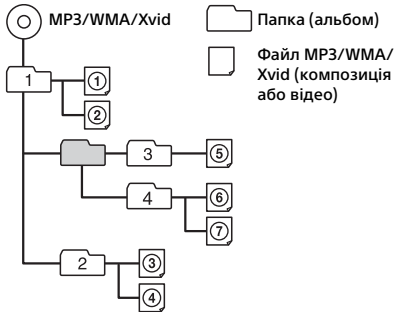 MP3/WMA/Xvid
Папка (альбом)
Файл MP3/WMA/
Xvid (композиція
або відео)
1
①
②
3
⑤
4
⑥
⑦
2
③
④